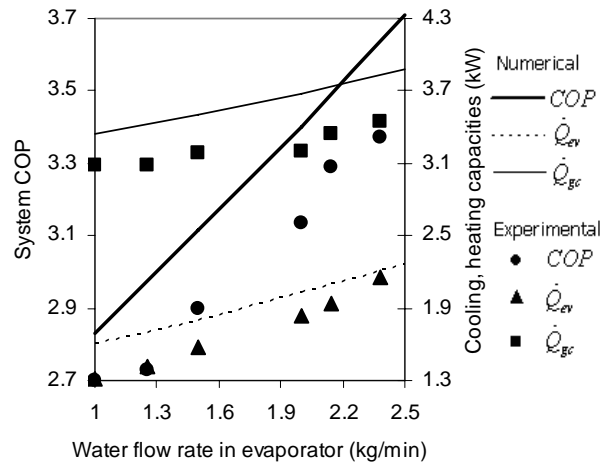 3.7
3.5
3.3
3.1
2.9
2.7
System COP
4.3
3.7
3.1
2.5
1.9
1.3
Cooling, heating capacities (kW)
1 1.3 1.6 1.9 2.2 2.5
Water flow rate in evaporator (kg/min)
Numerical
COP
Q̇ev
Q̇gc
Experimental
COP
Q̇ev
Q̇gc